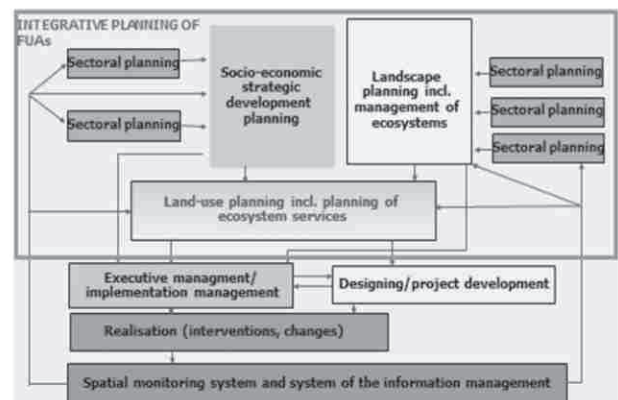 INTEGRATIVE PLANNING OF
FUAs
Sectoral planning
Sectoral planning
Socio-economic
strategic
development
planning
Landscape
planning incl.
management of
ecosystems
Sectoral planning
Sectoral planning
Sectoral planning
Land-use planning incl. planning of
ecosystem services
Executive managment/
implementation management
Designing/project development
Realisation (interventions, changes)
Spatial monitoring system and system of the information management